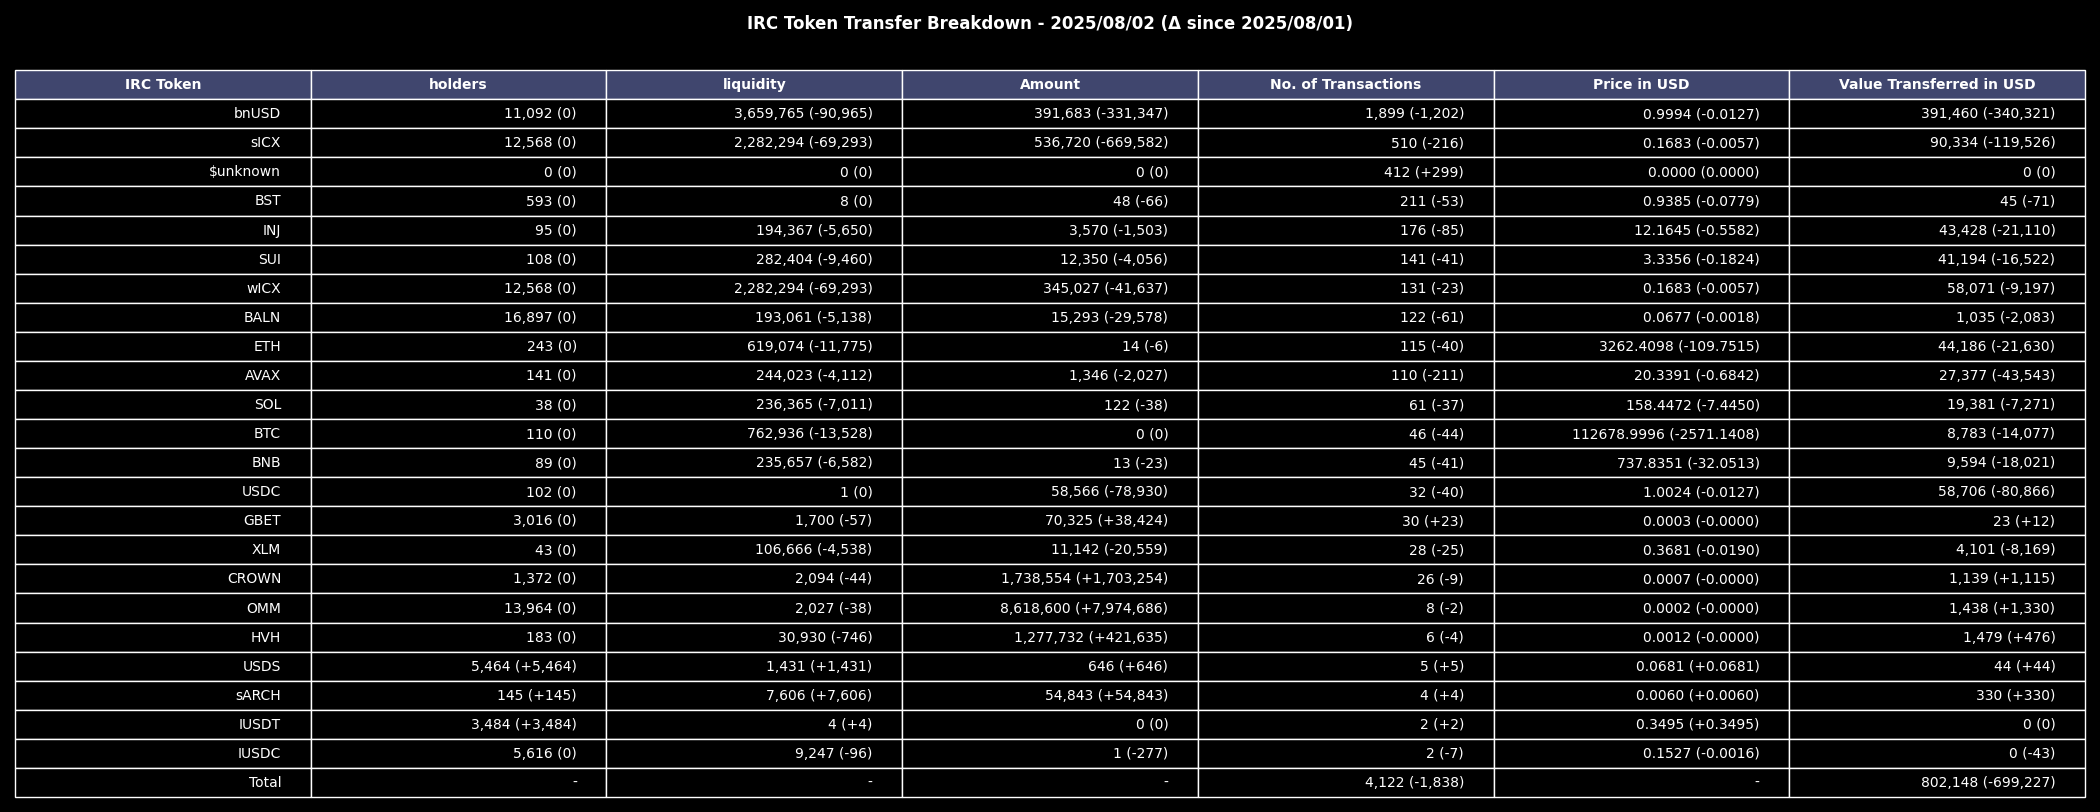 IRC Token Transfer Breakdown - 2025/08/02 (Δ since 2025/08/01)
IRC Token holders liquidity Amount No. of Transactions Price in USD Value Transferred in USD
bnUSD 11,092 (0) 3,659,765 (-90,965) 391,683 (-331,347) 1,899 (-1,202) 0.9994 (-0.0127) 391,460 (-340,321)
sICX 12,568 (0) 2,282,294 (-69,293) 536,720 (-669,582) 510 (-216) 0.1683 (-0.0057) 90,334 (-119,526)
$unknown 0 (0) 0 (0) 0 (0) 412 (+299) 0.0000 (0.0000) 0 (0)
BST 593 (0) 8 (0) 48 (-66) 211 (-53) 0.9385 (-0.0779) 45 (-71)
INJ 95 (0) 194,367 (-5,650) 3,570 (-1,503) 176 (-85) 12.1645 (-0.5582) 43,428 (-21,110)
SUI 108 (0) 282,404 (-9,460) 12,350 (-4,056) 141 (-41) 3.3356 (-0.1824) 41,194 (-16,522)
wICX 12,568 (0) 2,282,294 (-69,293) 345,027 (-41,637) 131 (-23) 0.1683 (-0.0057) 58,071 (-9,197)
BALN 16,897 (0) 193,061 (-5,138) 15,293 (-29,578) 122 (-61) 0.0677 (-0.0018) 1,035 (-2,083)
ETH 243 (0) 619,074 (-11,775) 14 (-6) 115 (-40) 3262.4098 (-109.7515) 44,186 (-21,630)
AVAX 141 (0) 244,023 (-4,112) 1,346 (-2,027) 110 (-211) 20.3391 (-0.6842) 27,377 (-43,543)
SOL 38 (0) 236,365 (-7,011) 122 (-38) 61 (-37) 158.4472 (-7.4450) 19,381 (-7,271)
BTC 110 (0) 762,936 (-13,528) 0 (0) 46 (-44) 112678.9996 (-2571.1408) 8,783 (-14,077)
BNB 89 (0) 235,657 (-6,582) 13 (-23) 45 (-41) 737.8351 (-32.0513) 9,594 (-18,021)
USDC 102 (0) 1 (0) 58,566 (-78,930) 32 (-40) 1.0024 (-0.0127) 58,706 (-80,866)
GBET 3,016 (0) 1,700 (-57) 70,325 (+38,424) 30 (+23) 0.0003 (-0.0000) 23 (+12)
XLM 43 (0) 106,666 (-4,538) 11,142 (-20,559) 28 (-25) 0.3681 (-0.0190) 4,101 (-8,169)
CROWN 1,372 (0) 2,094 (-44) 1,738,554 (+1,703,254) 26 (-9) 0.0007 (-0.0000) 1,139 (+1,115)
OMM 13,964 (0) 2,027 (-38) 8,618,600 (+7,974,686) 8 (-2) 0.0002 (-0.0000) 1,438 (+1,330)
HVH 183 (0) 30,930 (-746) 1,277,732 (+421,635) 6 (-4) 0.0012 (-0.0000) 1,479 (+476)
USDS 5,464 (+5,464) 1,431 (+1,431) 646 (+646) 5 (+5) 0.0681 (+0.0681) 44 (+44)
sARCH 145 (+145) 7,606 (+7,606) 54,843 (+54,843) 4 (+4) 0.0060 (+0.0060) 330 (+330)
IUSDT 3,484 (+3,484) 4 (+4) 0 (0) 2 (+2) 0.3495 (+0.3495) 0 (0)
IUSDC 5,616 (0) 9,247 (-96) 1 (-277) 2 (-7) 0.1527 (-0.0016) 0 (-43)
Total - - - 4,122 (-1,838) - 802,148 (-699,227)